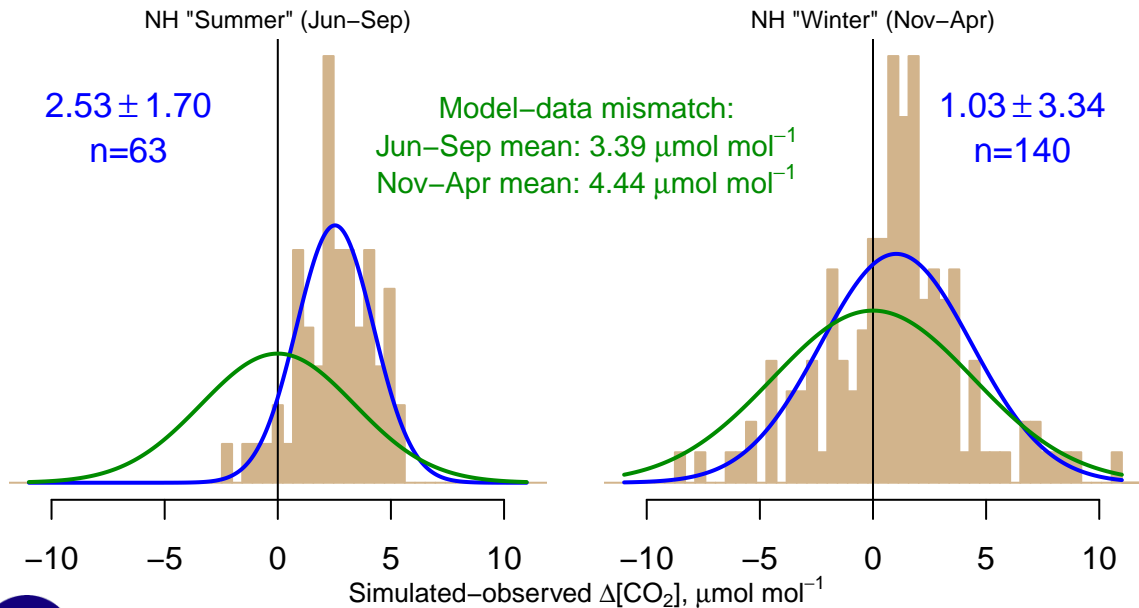 NH "Summer" (Jun−Sep)
2.53 ± 1.70
n=63
Model−data mismatch:
Jun−Sep mean: 3.39 μmol mol⁻¹
Nov−Apr mean: 4.44 μmol mol⁻¹
NH "Winter" (Nov−Apr)
1.03 ± 3.34
n=140
−10 −5 0 5 10
−10 −5 0 5 10
Simulated−observed Δ[CO₂], μmol mol⁻¹